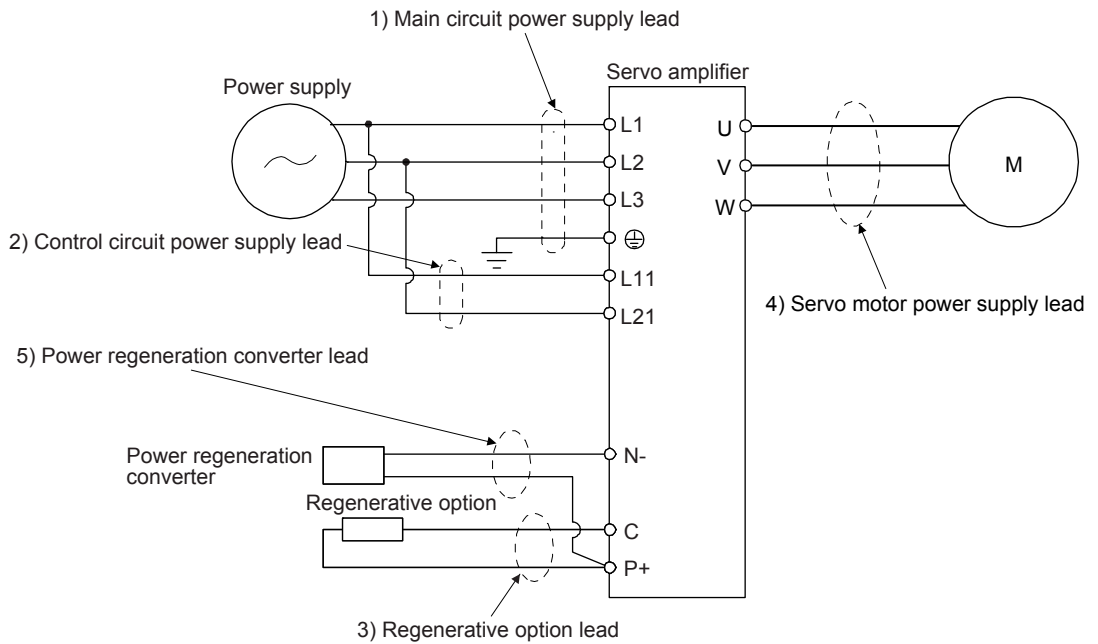 1) Main circuit power supply lead
Servo amplifier
Power supply
L1
L2
L3
U
V
W
M
2) Control circuit power supply lead
L11
L21
4) Servo motor power supply lead
5) Power regeneration converter lead
N-
Power regeneration
converter
Regenerative option
C
P+
3) Regenerative option lead